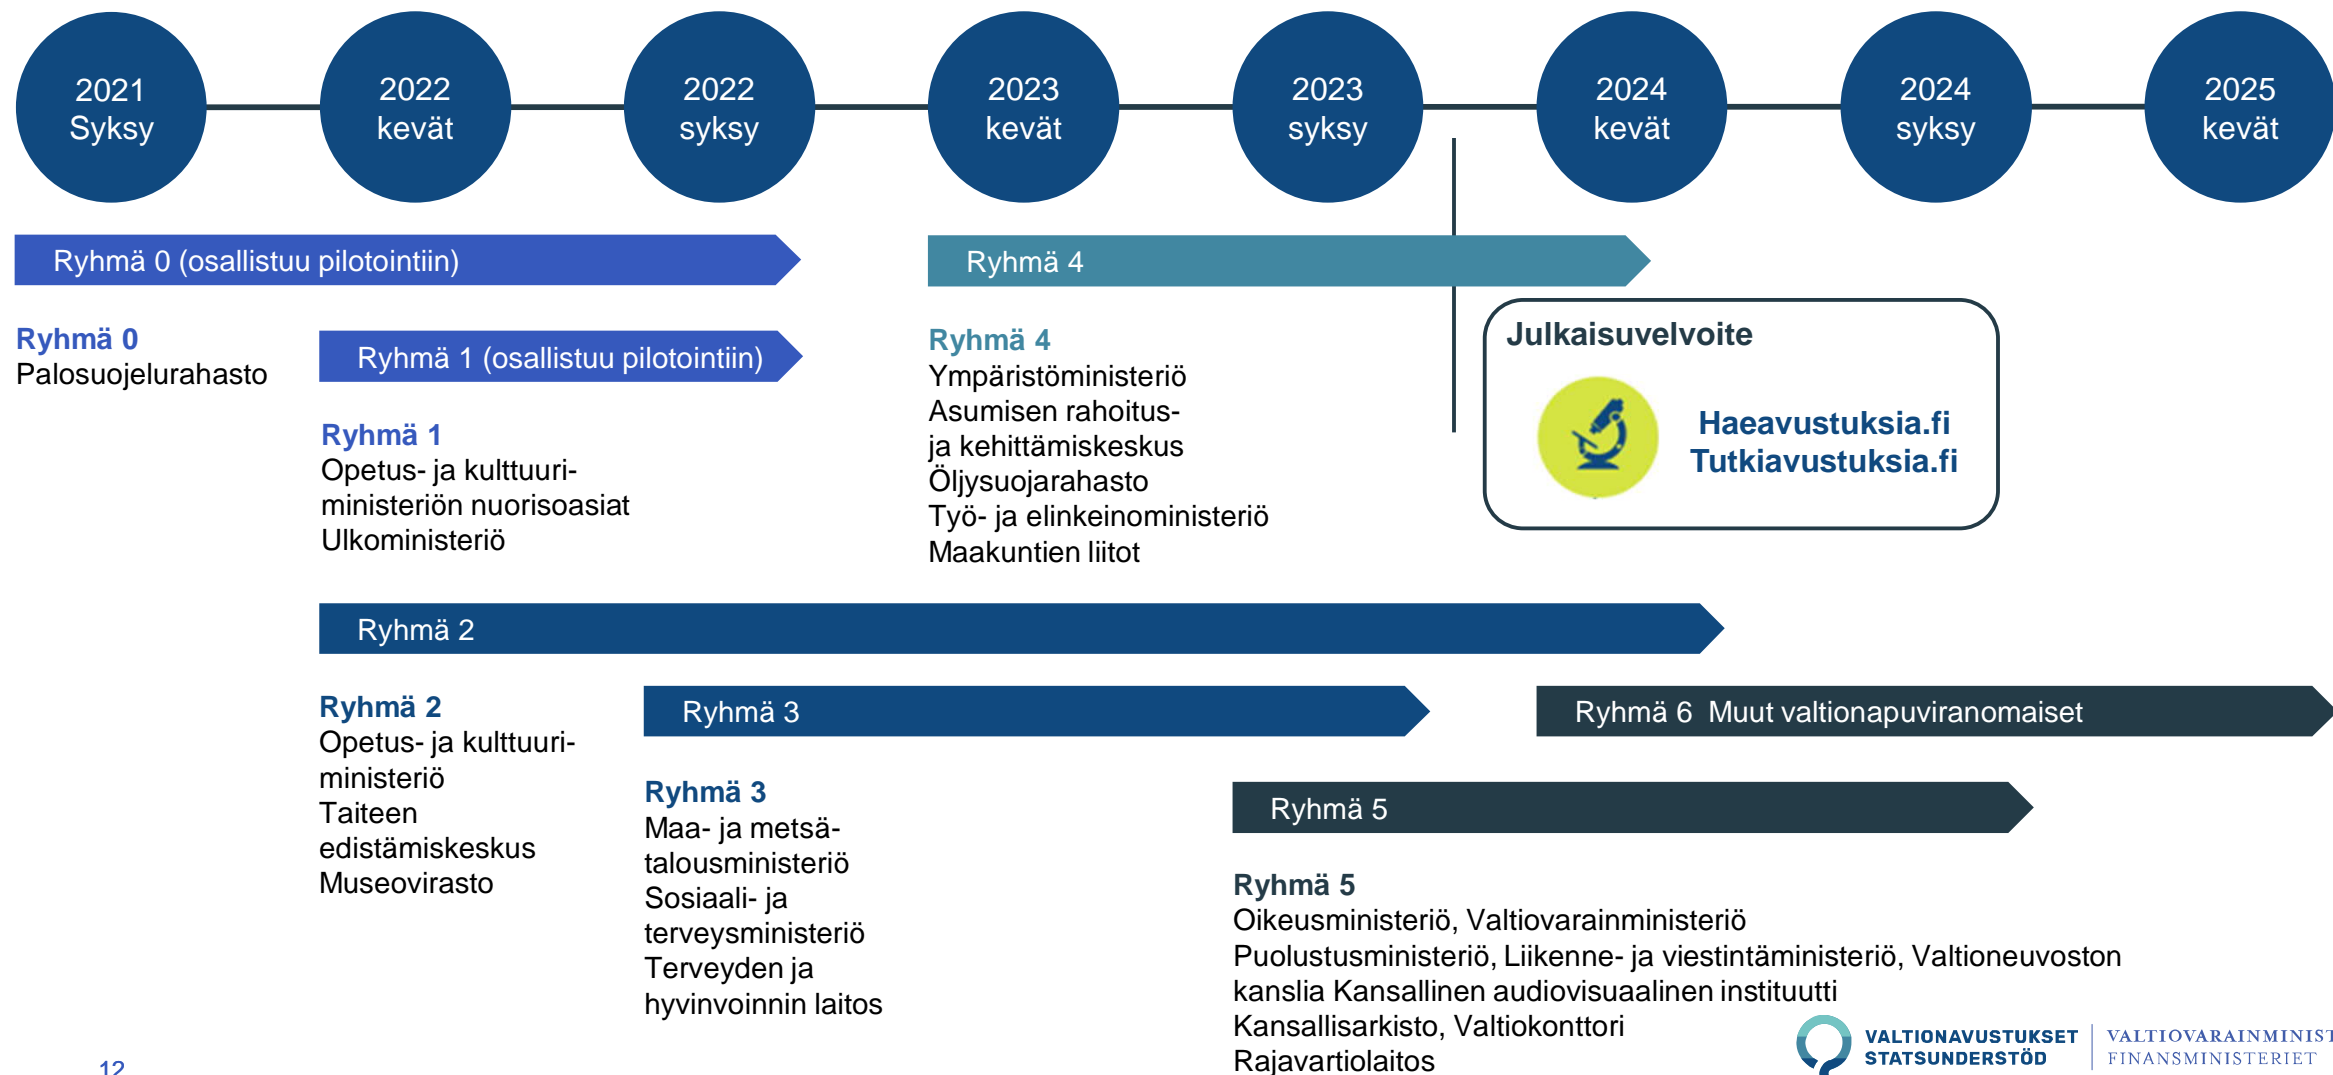 2021
Syksy
2022
kevät
2022
syksy
2023
kevät
2023
syksy
2024
kevät
2024
syksy
2025
kevät
Ryhmä 0 (osallistuu pilotointiin)
Ryhmä 4
Ryhmä 0
Palosuojelurahasto
Ryhmä 1 (osallistuu pilotointiin)
Ryhmä 1
Opetus- ja kulttuuri-
ministeriön nuorisoasiat
Ulkoministeriö
Ryhmä 4
Ympäristöministeriö
Asumisen rahoitus-
ja kehittämiskeskus
Öljysuojarahasto
Työ- ja elinkeinoministeriö
Maakuntien liitot
Julkaisuvelvoite
Haeavustuksia.fi
Tutkiavustuksia.fi
Ryhmä 2
Ryhmä 2
Opetus- ja kulttuuri-
ministeriö
Taiteen
edistämiskeskus
Museovirasto
Ryhmä 3
Ryhmä 3
Maa- ja metsä-
talousministeriö
Sosiaali- ja
terveysministeriö
Terveyden ja
hyvinvoinnin laitos
Ryhmä 6 Muut valtionapuviranomaiset
Ryhmä 5
Ryhmä 5
Oikeusministeriö, Valtiovarainministeriö
Puolustusministeriö, Liikenne- ja viestintäministeriö, Valtioneuvoston
kanslia Kansallinen audiovisuaalinen instituutti
Kansallisarkisto, Valtiokonttori
Rajavartiolaitos
12
VALTIONAVUSTUKSET
STATSUNDERSTÖD
VALTIOVARAINMINIST
FINANSMINISTERIET